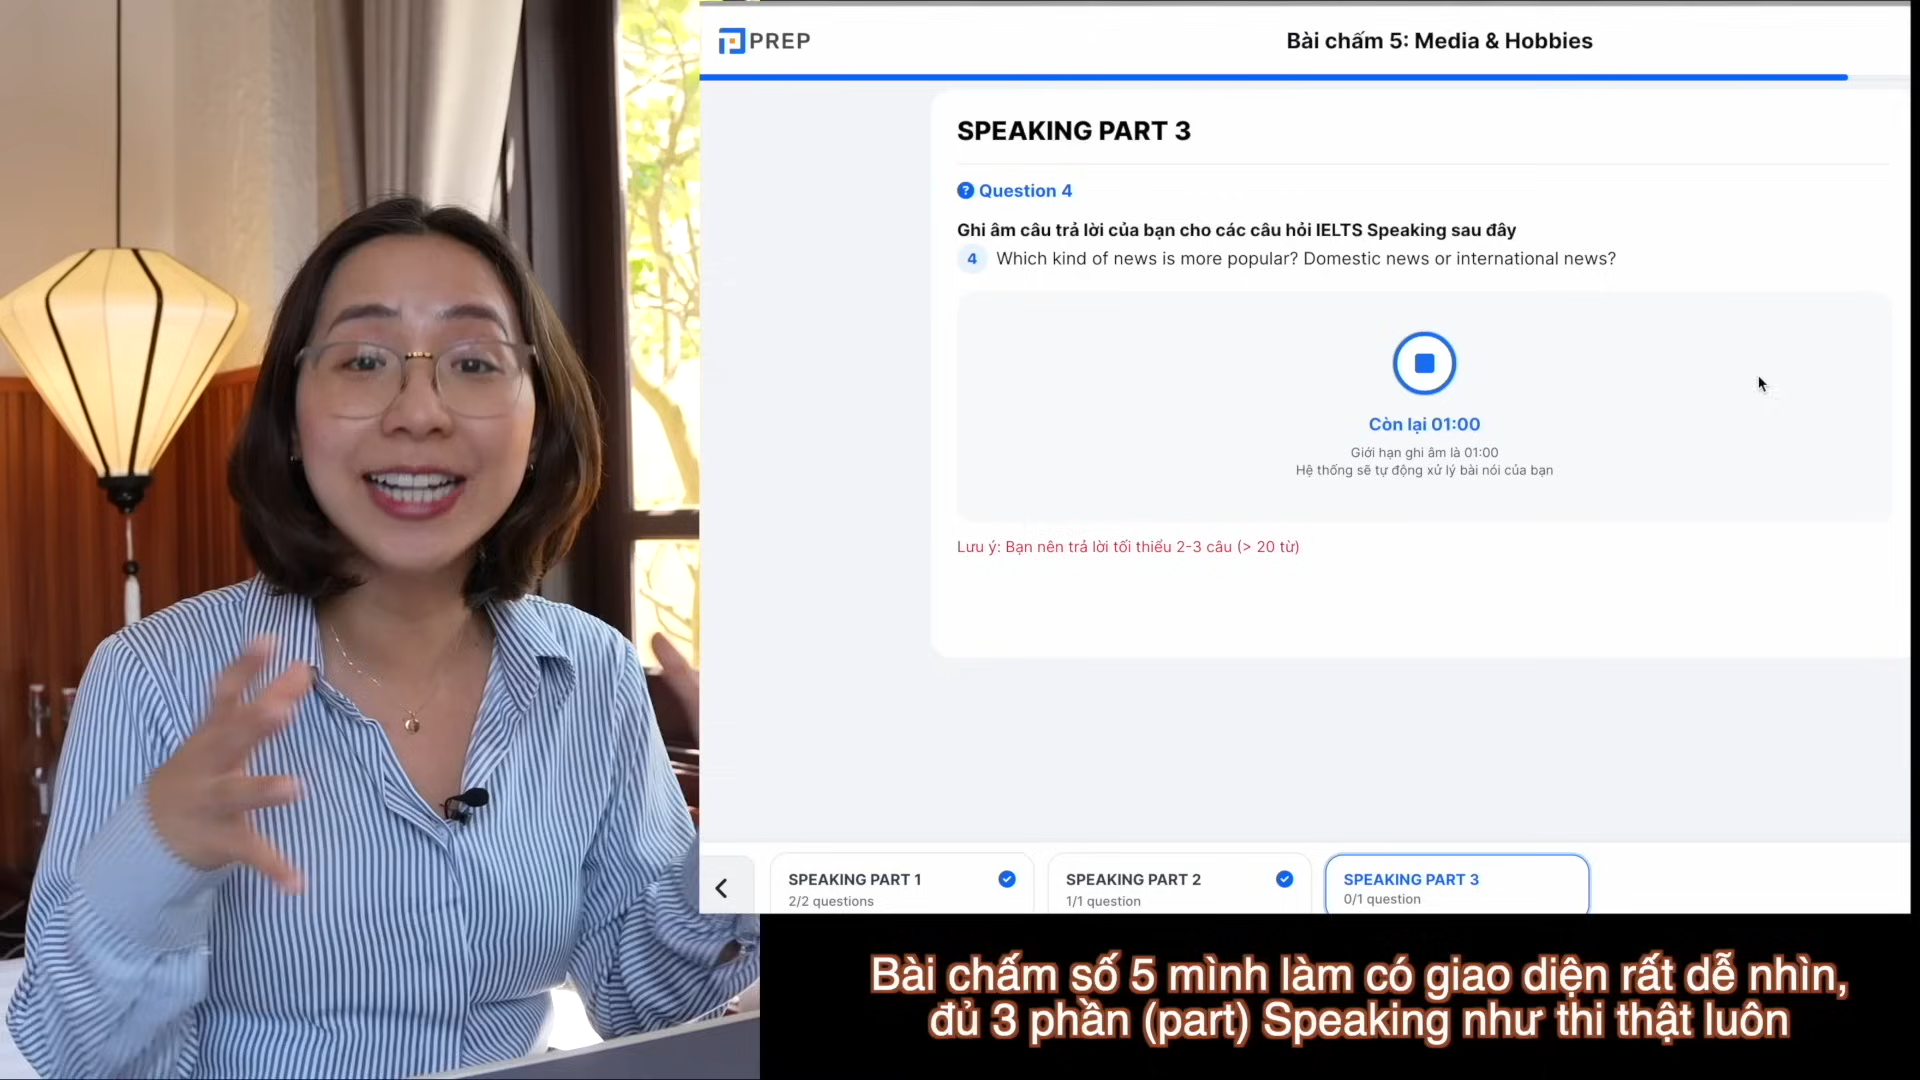 PREP
Bài chấm 5: Media & Hobbies
SPEAKING PART 3
Question 4
Ghi âm câu trả lời của bạn cho các câu hỏi IELTS Speaking sau đây
4 Which kind of news is more popular? Domestic news or international news?
Còn lại 01:00
Giới hạn ghi âm là 01:00
Hệ thống sẽ tự động xử lý bài nói của bạn
Lưu ý: Bạn nên trả lời tối thiểu 2-3 câu (> 20 từ)
SPEAKING PART 1
2/2 questions
SPEAKING PART 2
1/1 question
SPEAKING PART 3
0/1 question
Bài chấm số 5 mình làm có giao diện rất dễ nhìn,
đủ 3 phần (part) Speaking như thi thật luôn